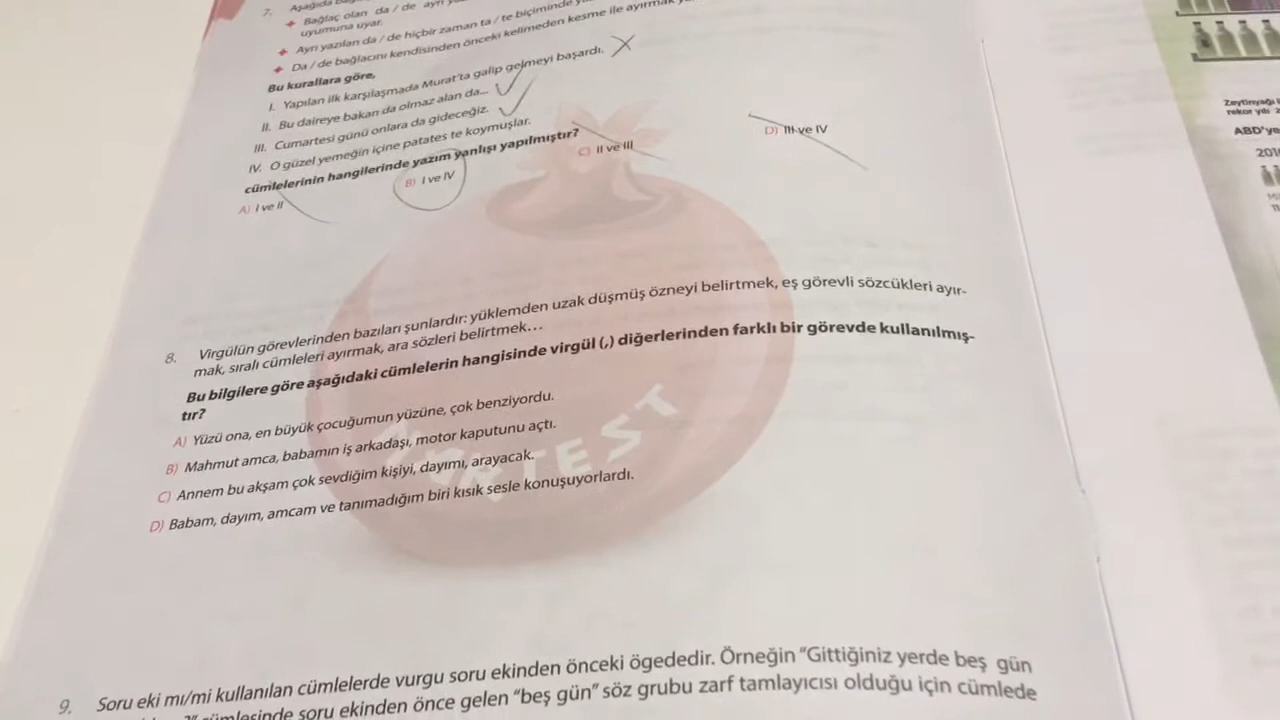 7. Aşağıda
+ Bağlaç olan da / de ayrı
uyumuna uyar.
+ Ayrı yazılan da / de hiçbir zaman ta / te biçiminde
+ Da / de bağlacını kendisinden önceki kelimeden kesme ile ayırmak
Bu kurallara göre,
I. Yapılan ilk karşılaşmada Murat'ta galip gelmeyi başardı.
II. Bu daireye bakan da olmaz alan da...
III. Cumartesi günü onlara da gideceğiz.
IV. O güzel yemeğin içine patates te koymuşlar.
cümlelerinin hangilerinde yazım yanlışı yapılmıştır?
A) I ve II B) I ve IV C) II ve III D) III ve IV
8. Virgülün görevlerinden bazıları şunlardır: yüklemden uzak düşmüş özneyi belirtmek, eş görevli sözcükleri ayır-
mak, sıralı cümleleri ayırmak, ara sözleri belirtmek...
Bu bilgilere göre aşağıdaki cümlelerin hangisinde virgül (,) diğerlerinden farklı bir görevde kullanılmış-
tır?
A) Yüzü ona, en büyük çocuğumun yüzüne, çok benziyordu.
B) Mahmut amca, babamın iş arkadaşı, motor kaputunu açtı.
C) Annem bu akşam çok sevdiğim kişiyi, dayımı, arayacak.
D) Babam, dayım, amcam ve tanımadığım biri kısık sesle konuşuyorlardı.
NARTEST
9. Soru eki mı/mi kullanılan cümlelerde vurgu soru ekinden önceki ögededir. Örneğin "Gittiğiniz yerde beş gün
cümlesinde soru ekinden önce gelen "beş gün" söz grubu zarf tamlayıcısı olduğu için cümlede
Zeytinyağı
rekor yılı
ABD'ye